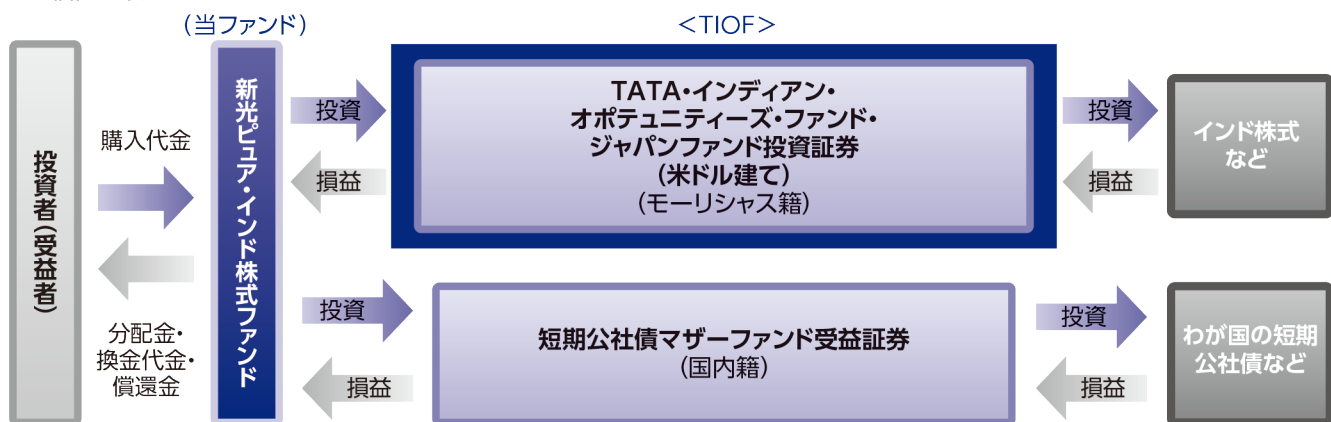 (当ファンド)
<TIOF>
投資者(受益者)
購入代金
分配金・
換金代金・
償還金
新光ピュア・インド株式ファンド
投資
損益
TATA・インディアン・
オポテュニティーズ・ファンド・
ジャパンファンド投資証券
(米ドル建て)
(モーリシャス籍)
投資
損益
インド株式
など
投資
損益
短期公社債マザーファンド受益証券
(国内籍)
投資
損益
わが国の短期
公社債など